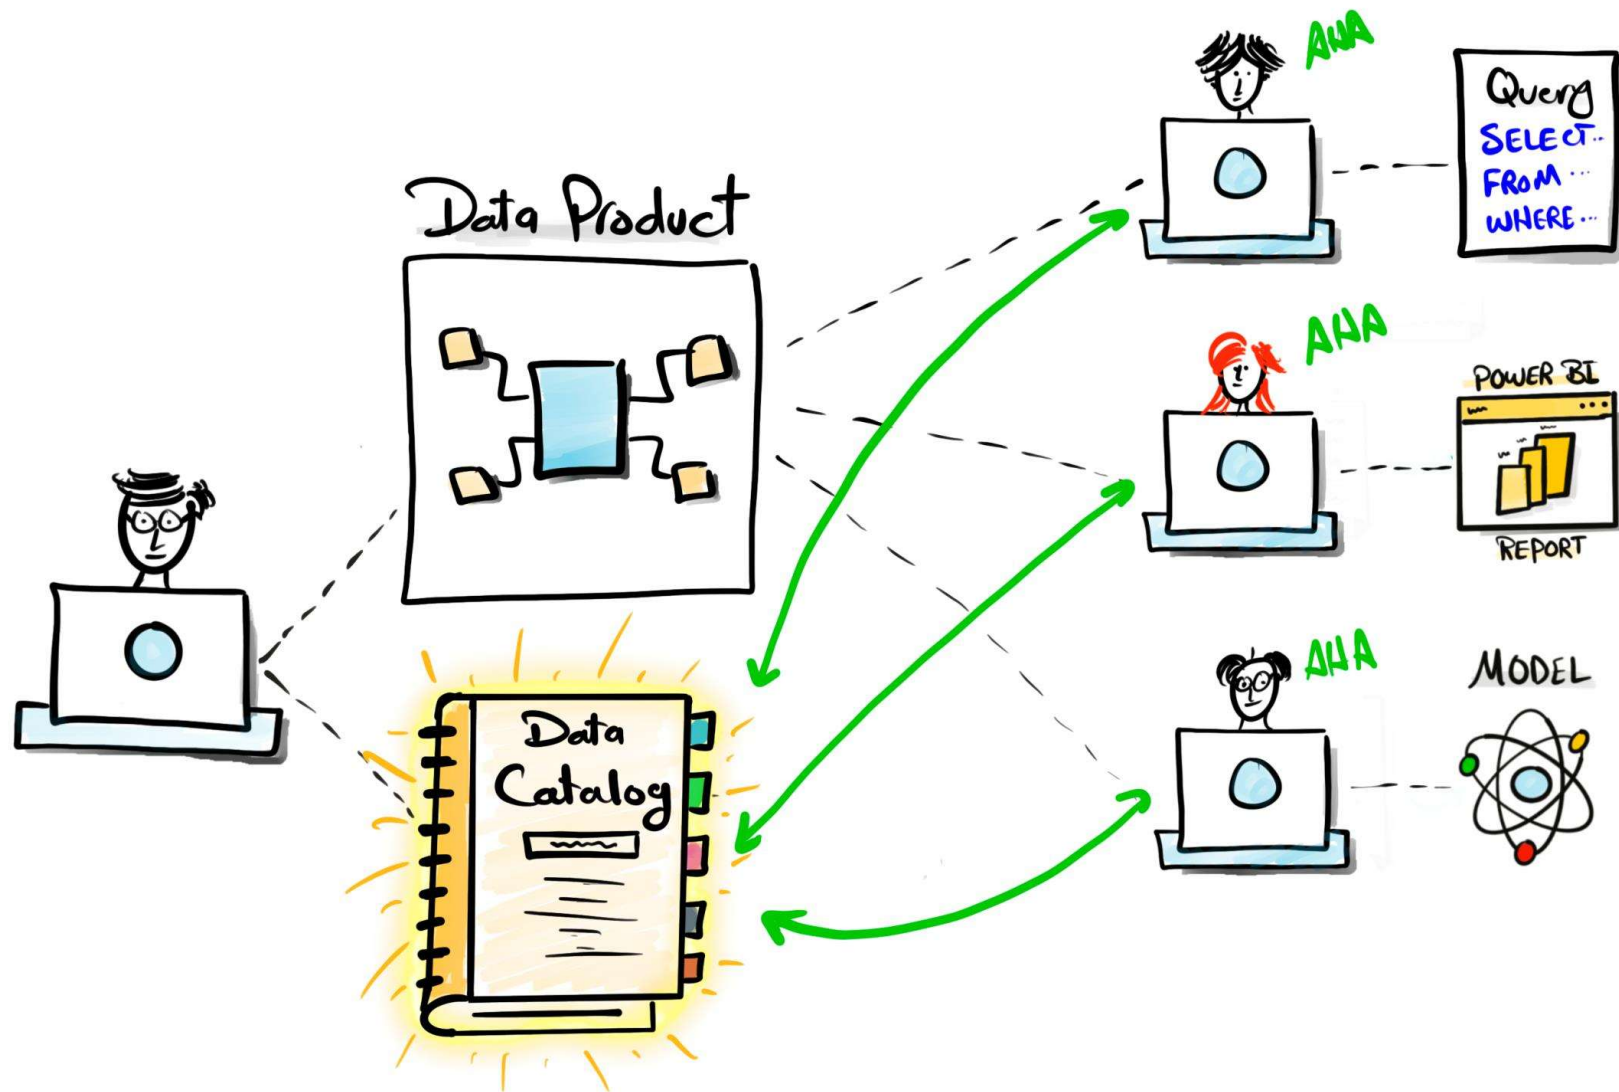 Data Product
Data
Catalog
AHA
Query
SELECT...
FROM...
WHERE...
AHA
POWER BI
REPORT
AHA
MODEL